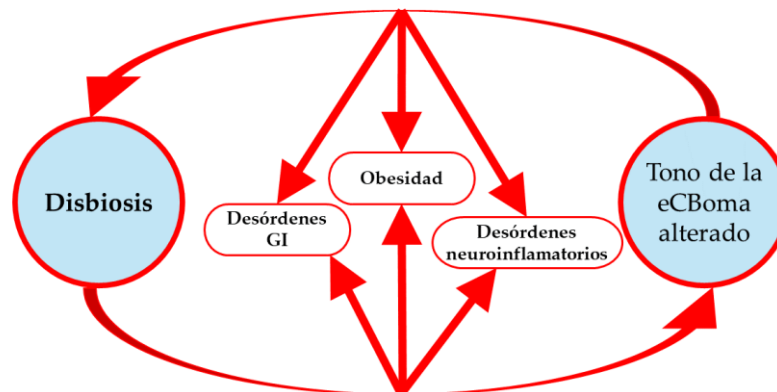 Disbiosis
Desórdenes
GI
Obesidad
Desórdenes
neuroinflamatorios
Tono de la
eCBoma
alterado